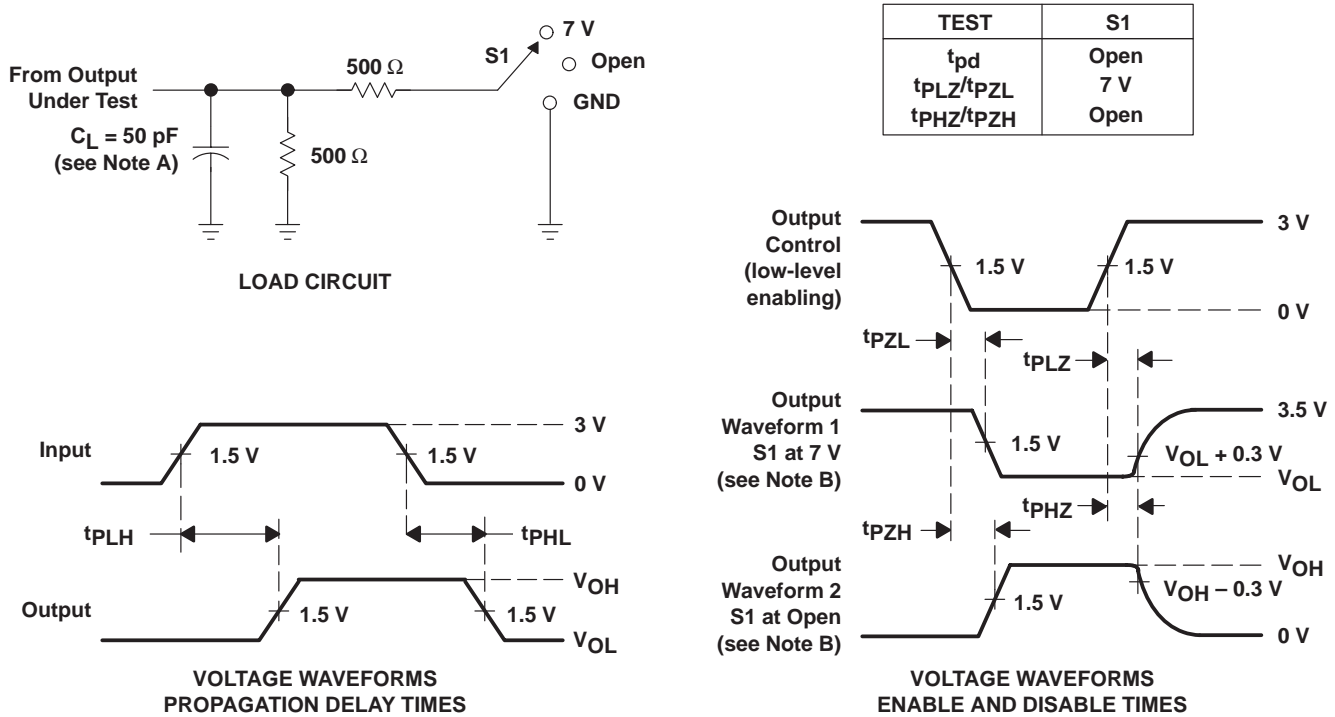 From Output
Under Test
C_L = 50 pF
(see Note A)
500 Ω
500 Ω
S1
7 V
Open
GND
LOAD CIRCUIT
TEST S1
t_pd Open
t_PLZ/t_PZL 7 V
t_PHZ/t_PZH Open
Input
1.5 V
1.5 V
3 V
0 V
t_PLH
t_PHL
Output
1.5 V
1.5 V
V_OH
V_OL
VOLTAGE WAVEFORMS
PROPAGATION DELAY TIMES
Output
Control
(low-level
enabling)
1.5 V
1.5 V
3 V
0 V
t_PZL
t_PLZ
Output
Waveform 1
S1 at 7 V
(see Note B)
1.5 V
3.5 V
V_OL + 0.3 V
V_OL
t_PZH
t_PHZ
Output
Waveform 2
S1 at Open
(see Note B)
1.5 V
V_OH
V_OH – 0.3 V
0 V
VOLTAGE WAVEFORMS
ENABLE AND DISABLE TIMES